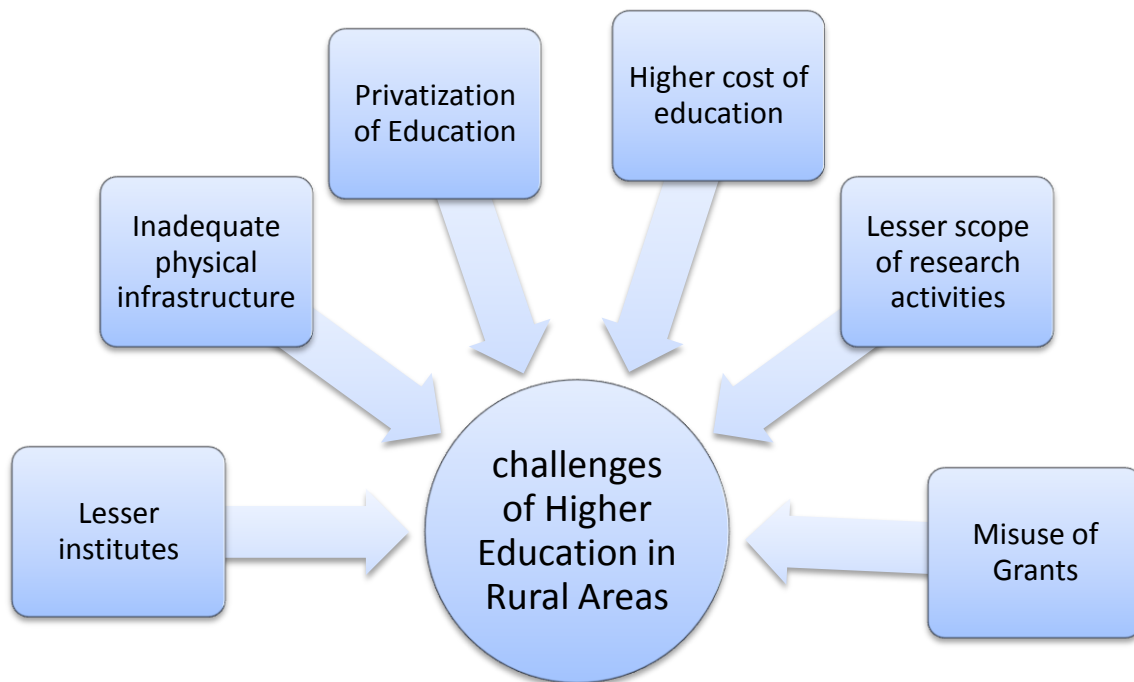 Privatization
of Education
Higher cost of
education
Inadequate
physical
infrastructure
Lesser scope
of research
activities
Lesser
institutes
challenges
of Higher
Education in
Rural Areas
Misuse of
Grants